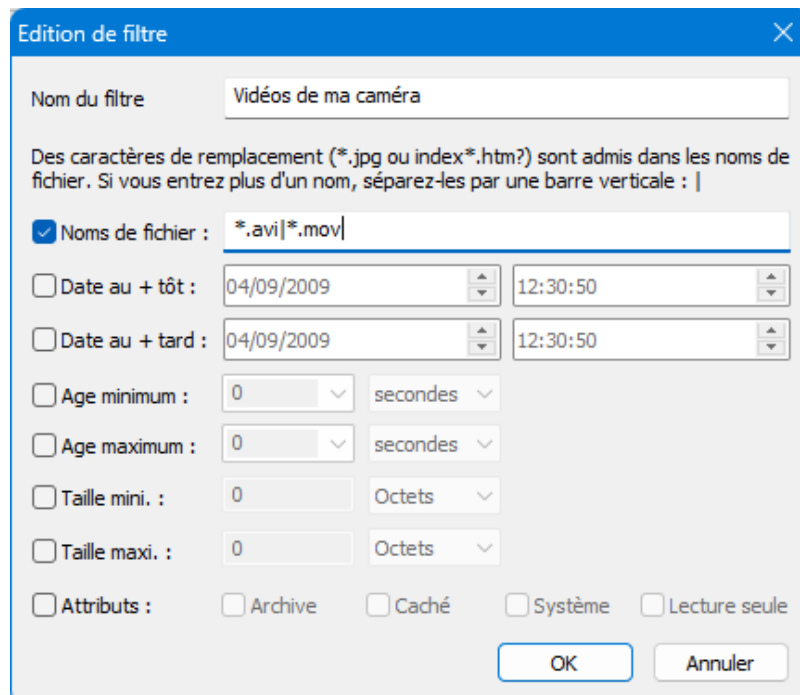 Edition de filtre
Nom du filtre Vidéos de ma caméra
Des caractères de remplacement (*.jpg ou index*.htm?) sont admis dans les noms de
fichier. Si vous entrez plus d'un nom, séparez-les par une barre verticale : |
Noms de fichier : *.avi|*.mov
Date au + tôt : 04/09/2009 12:30:50
Date au + tard : 04/09/2009 12:30:50
Age minimum : 0 secondes
Age maximum : 0 secondes
Taille mini. : 0 Octets
Taille maxi. : 0 Octets
Attributs : Archive Caché Système Lecture seule
OK Annuler